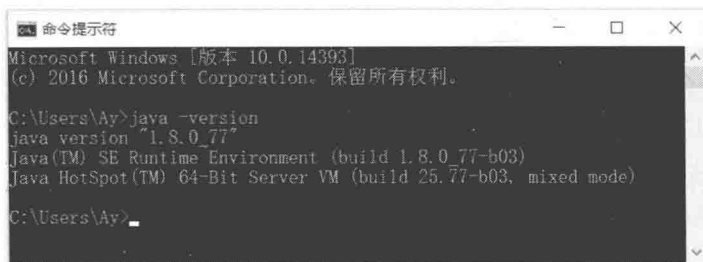 命令提示符
Microsoft Windows [版本 10.0.14393]
(c) 2016 Microsoft Corporation。保留所有权利。
C:\Users\Ay>java -version
java version "1.8.0_77"
Java(TM) SE Runtime Environment (build 1.8.0_77-b03)
Java HotSpot(TM) 64-Bit Server VM (build 25.77-b03, mixed mode)
C:\Users\Ay>